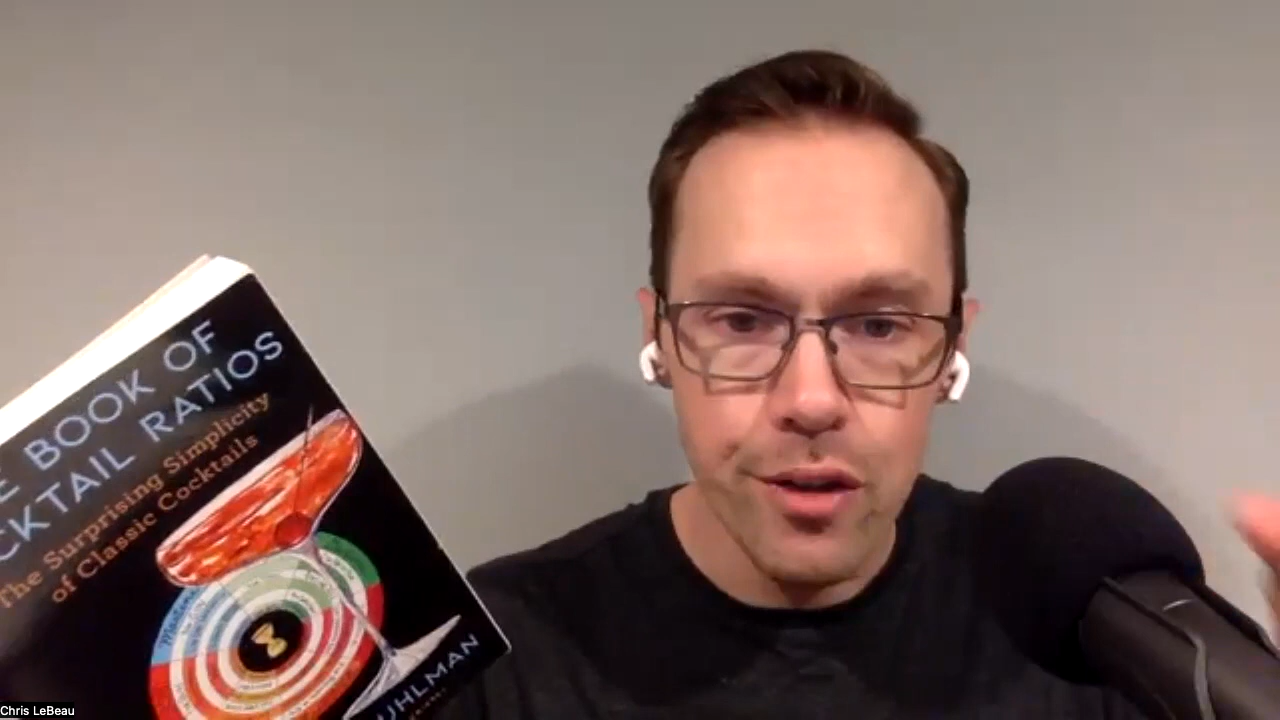 BOOK OF
CKTAIL RATIOS
The Surprising Simplicity
of Classic Cocktails
UHLMAN
Chris LeBeau